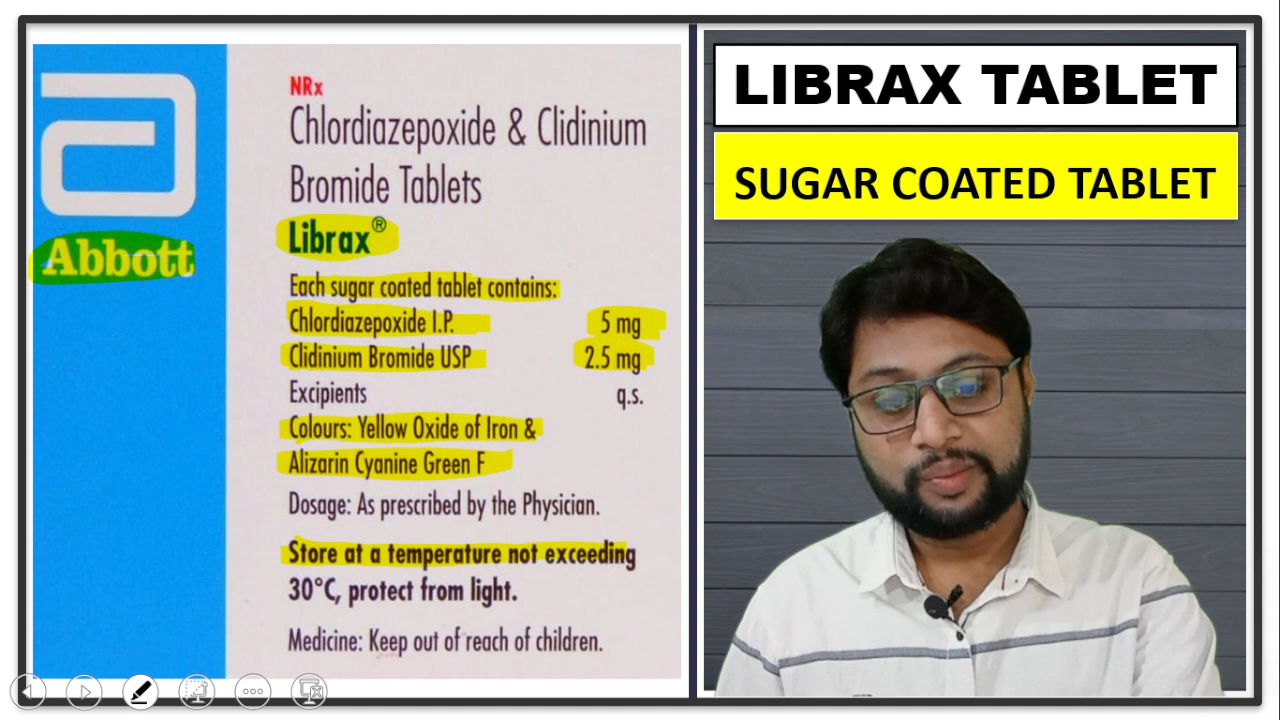 Abbott
NRx
Chlordiazepoxide & Clidinium
Bromide Tablets
Librax®
Each sugar coated tablet contains:
Chlordiazepoxide I.P. 5 mg
Clidinium Bromide USP 2.5 mg
Excipients q.s.
Colours: Yellow Oxide of Iron &
Alizarin Cyanine Green F
Dosage: As prescribed by the Physician.
Store at a temperature not exceeding
30°C, protect from light.
Medicine: Keep out of reach of children.
LIBRAX TABLET
SUGAR COATED TABLET